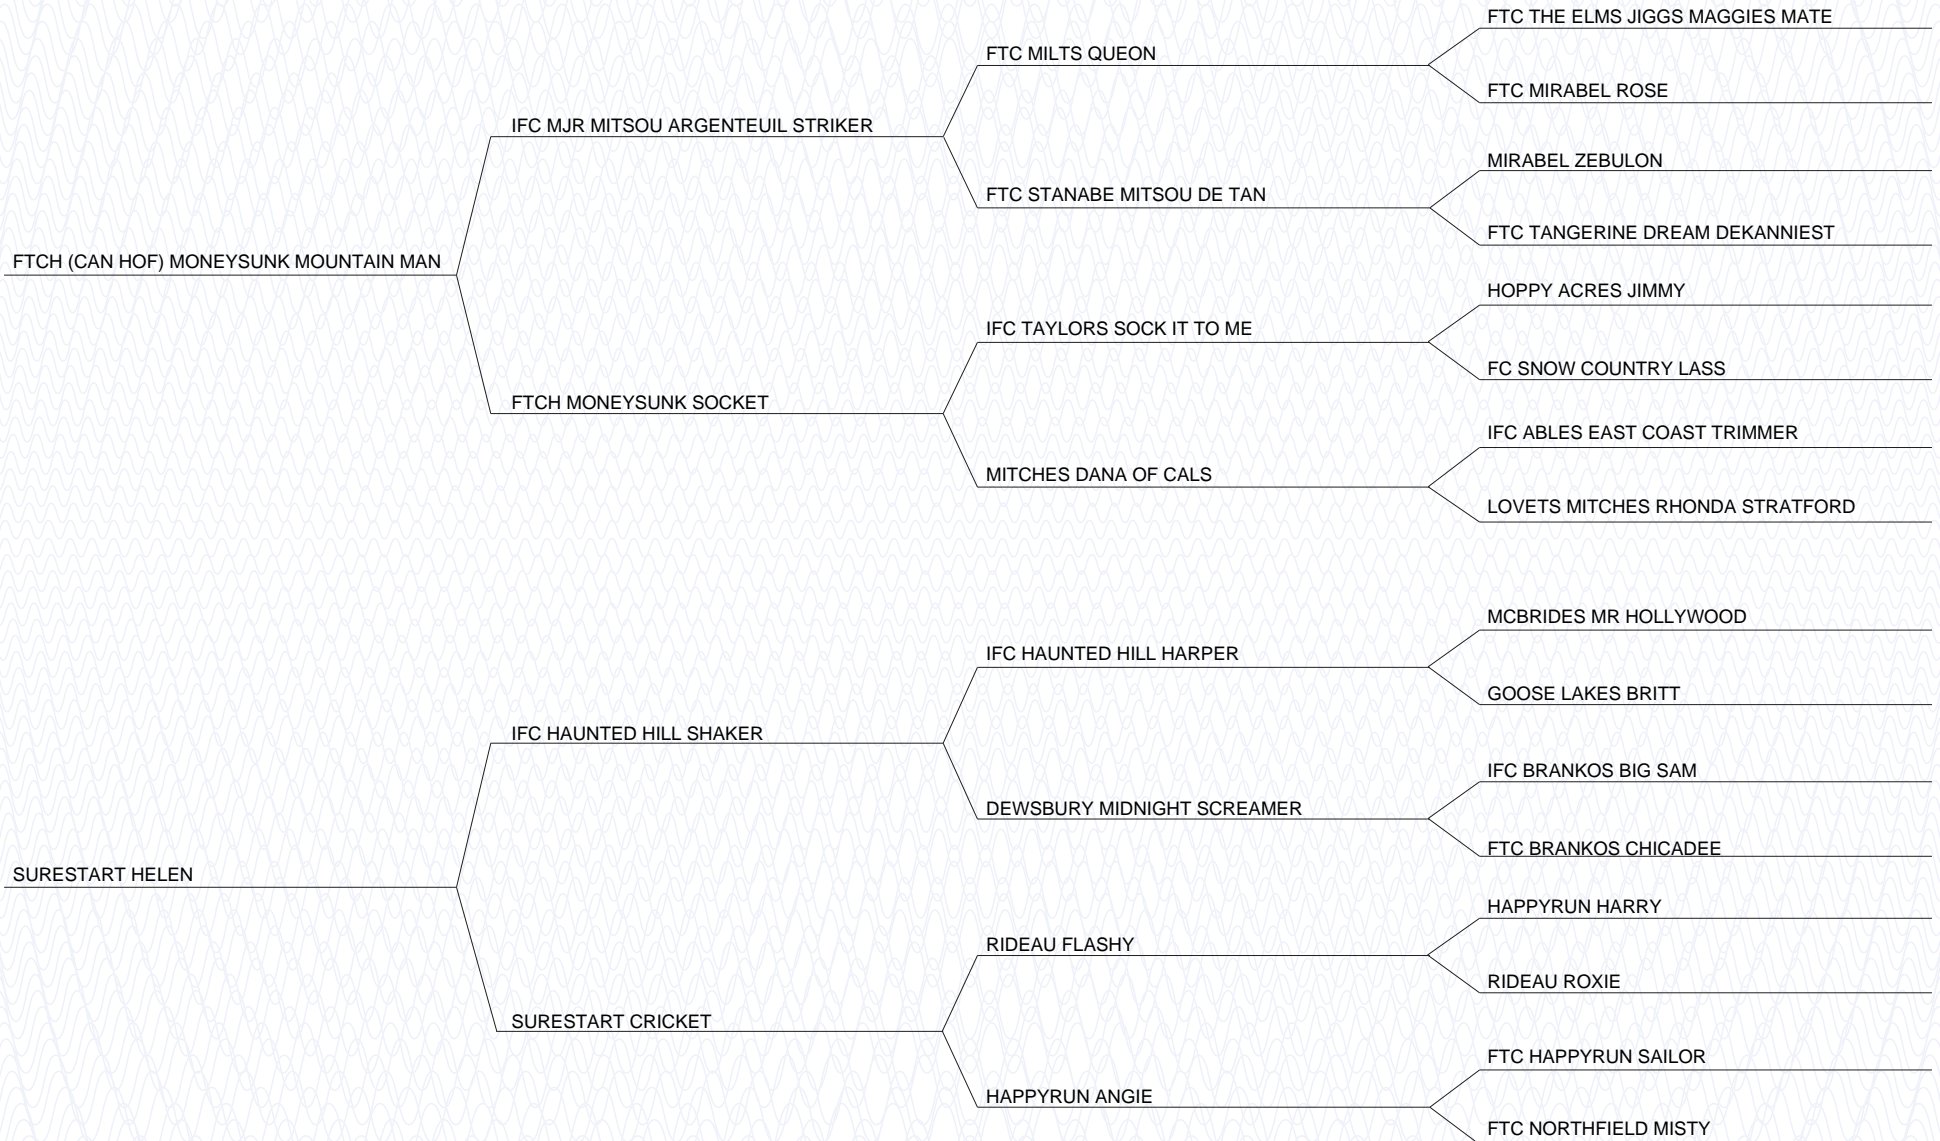 FTC THE ELMS JIGGS MAGGIES MATE
FTC MILTS QUEON
FTC MIRABEL ROSE
IFC MJR MITSOU ARGENTEUIL STRIKER
MIRABEL ZEBULON
FTC STANABE MITSOU DE TAN
FTC TANGERINE DREAM DEKANNIEST
FTCH (CAN HOF) MONEYSUNK MOUNTAIN MAN
HOPPY ACRES JIMMY
IFC TAYLORS SOCK IT TO ME
FC SNOW COUNTRY LASS
FTCH MONEYSUNK SOCKET
IFC ABLES EAST COAST TRIMMER
MITCHES DANA OF CALS
LOVETS MITCHES RHONDA STRATFORD
MCBRIDES MR HOLLYWOOD
IFC HAUNTED HILL HARPER
GOOSE LAKES BRITT
IFC HAUNTED HILL SHAKER
IFC BRANKOS BIG SAM
DEWSBURY MIDNIGHT SCREAMER
FTC BRANKOS CHICADEE
SURESTART HELEN
HAPPYRUN HARRY
RIDEAU FLASHY
RIDEAU ROXIE
SURESTART CRICKET
FTC HAPPYRUN SAILOR
HAPPYRUN ANGIE
FTC NORTHFIELD MISTY